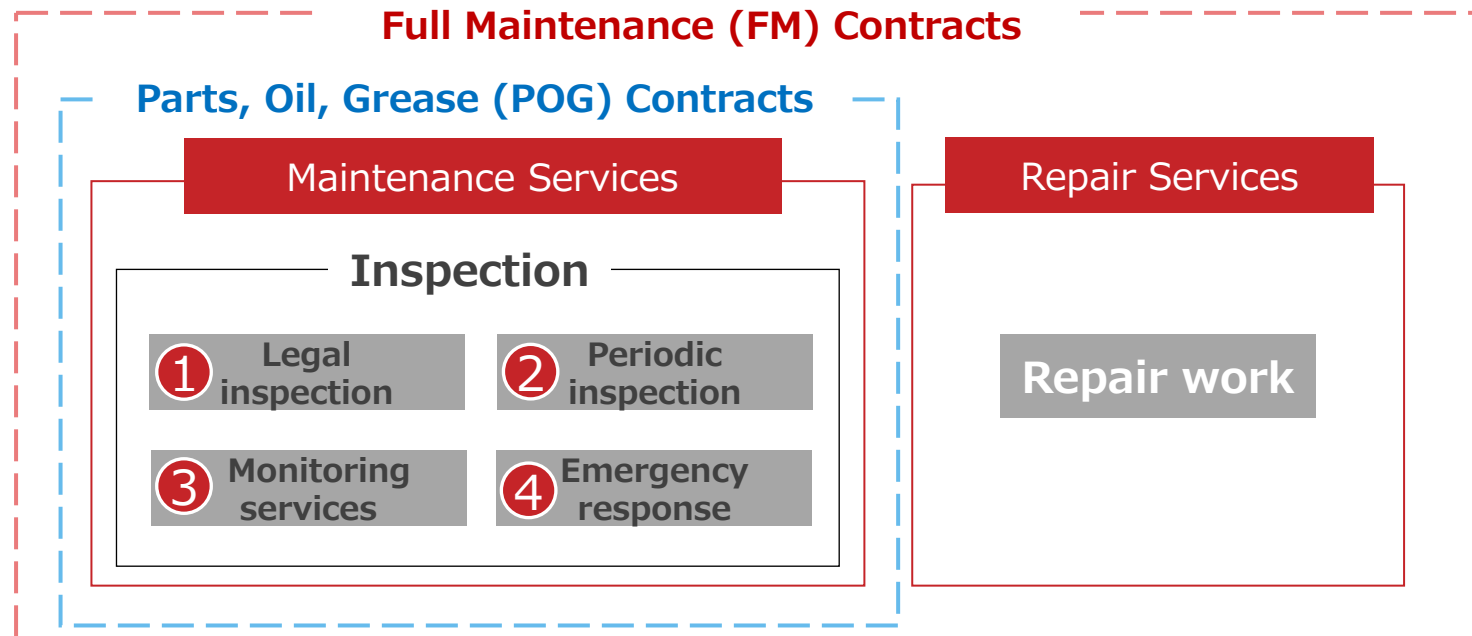 Full Maintenance (FM) Contracts
Parts, Oil, Grease (POG) Contracts
Maintenance Services
Repair Services
Inspection
1
Legal
inspection
2
Periodic
inspection
3
Monitoring
services
4
Emergency
response
Repair work